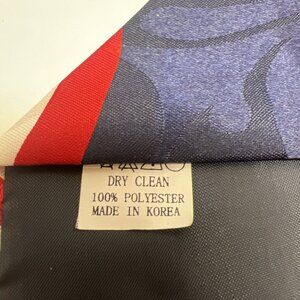 DRY CLEAN
100% POLYESTER
MADE IN KOREA